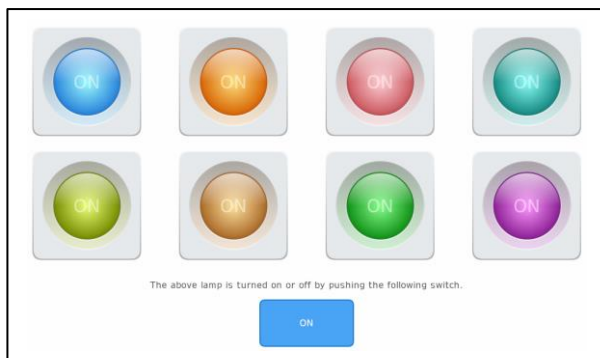 ON ON ON ON
ON ON ON ON
The above lamp is turned on or off by pushing the following switch.
ON